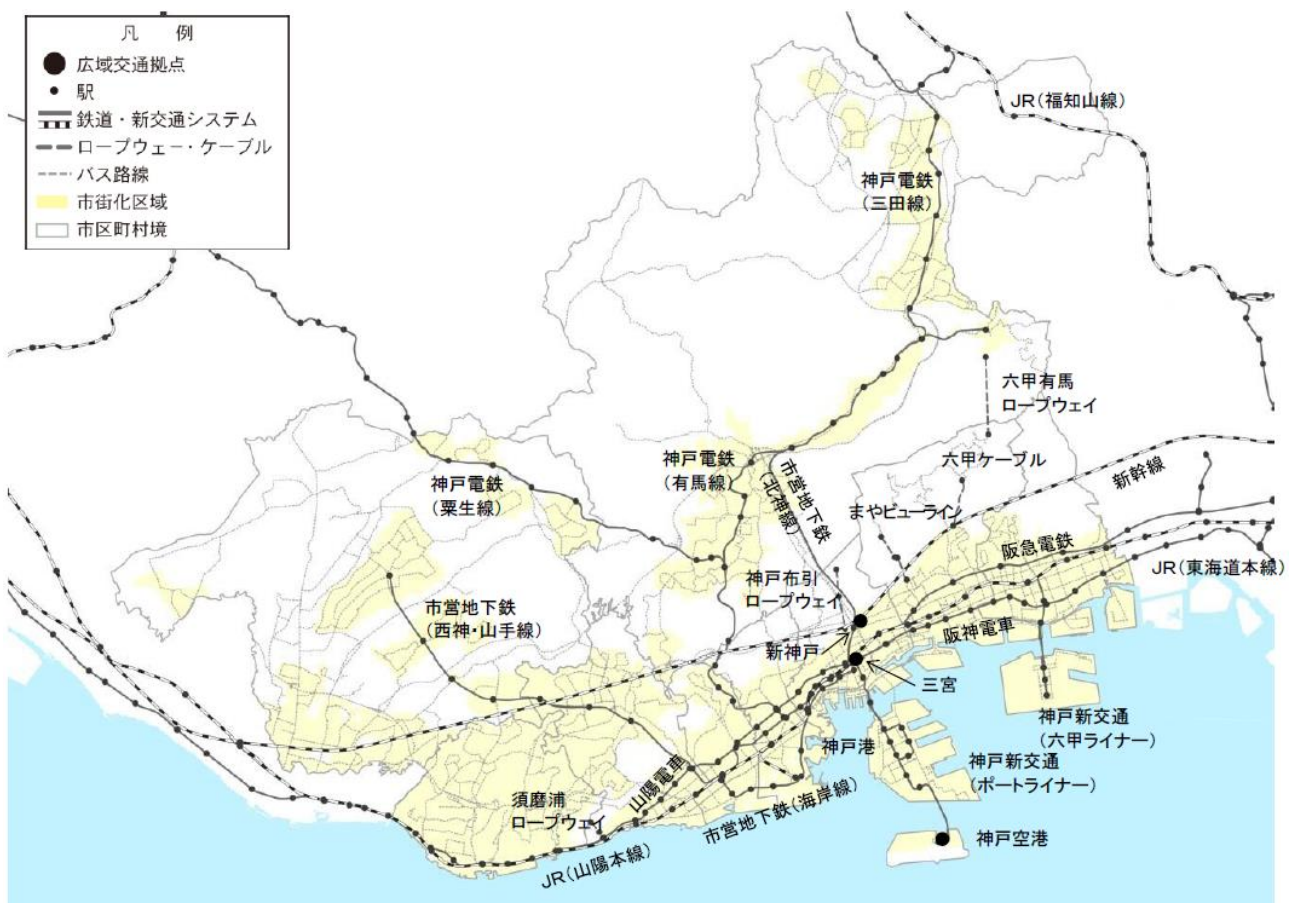 凡 例
広域交通拠点
駅
鉄道・新交通システム
ロープウェー・ケーブル
バス路線
市街化区域
市区町村境
JR(福知山線)
神戸電鉄
(三田線)
六甲有馬
ロープウェイ
神戸電鉄
(有馬線)
市営地下鉄
(北神線)
六甲ケーブル
新幹線
神戸電鉄
(粟生線)
まやビューライン
阪急電鉄
JR(東海道本線)
神戸布引
ロープウェイ
市営地下鉄
(西神・山手線)
阪神電車
新神戸
三宮
神戸新交通
(六甲ライナー)
神戸港
神戸新交通
(ポートライナー)
山陽電車
須磨浦
ロープウェイ
市営地下鉄(海岸線)
神戸空港
JR(山陽本線)